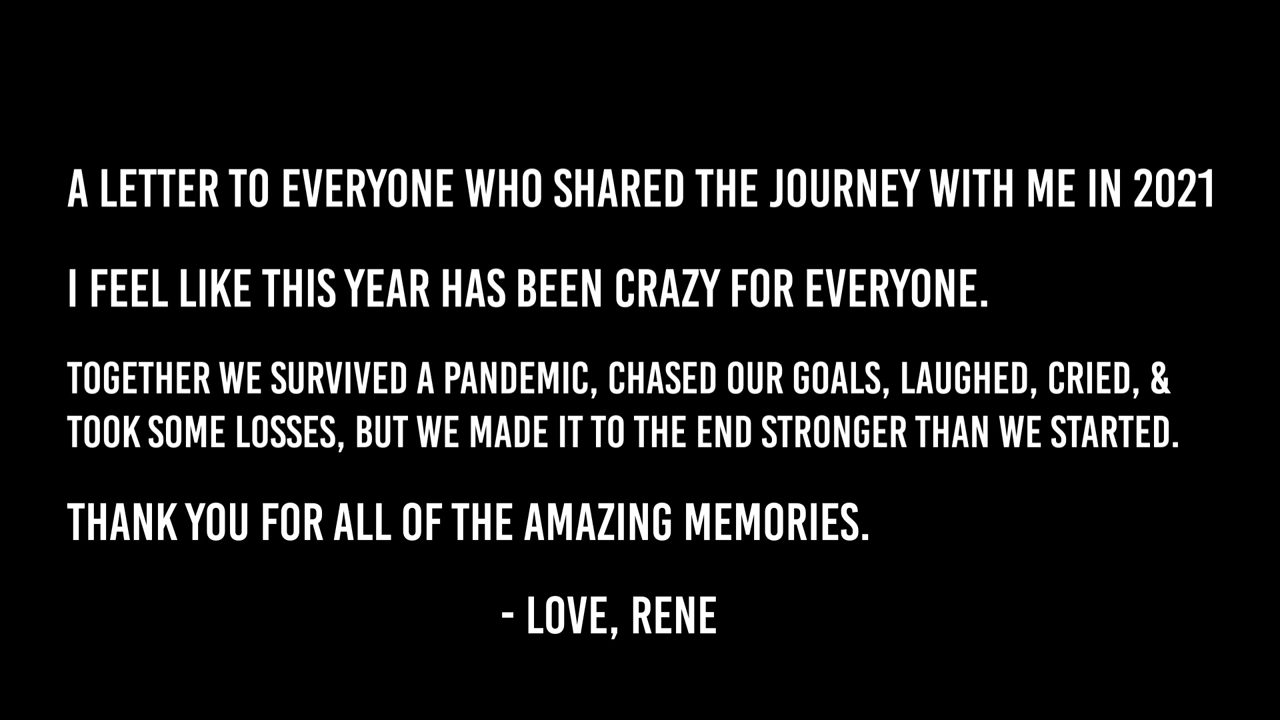 A LETTER TO EVERYONE WHO SHARED THE JOURNEY WITH ME IN 2021
I FEEL LIKE THIS YEAR HAS BEEN CRAZY FOR EVERYONE.
TOGETHER WE SURVIVED A PANDEMIC, CHASED OUR GOALS, LAUGHED, CRIED, &
TOOK SOME LOSSES, BUT WE MADE IT TO THE END STRONGER THAN WE STARTED.
THANK YOU FOR ALL OF THE AMAZING MEMORIES.
- LOVE, RENE